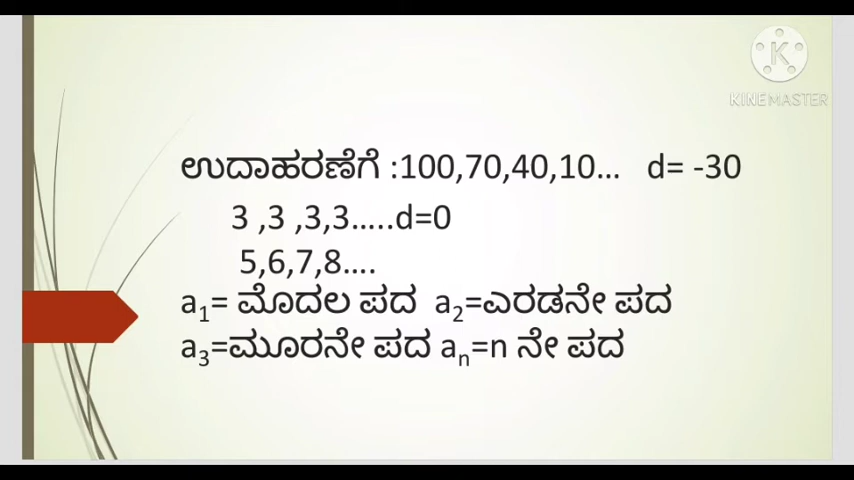 K
KINEMASTER
ಉದಾಹರಣೆಗೆ :100,70,40,10... d= -30
3 ,3 ,3,3.....d=0
5,6,7,8....
a₁= ಮೊದಲ ಪದ a₂=ಎರಡನೇ ಪದ
a₃=ಮೂರನೇ ಪದ aₙ=n ನೇ ಪದ